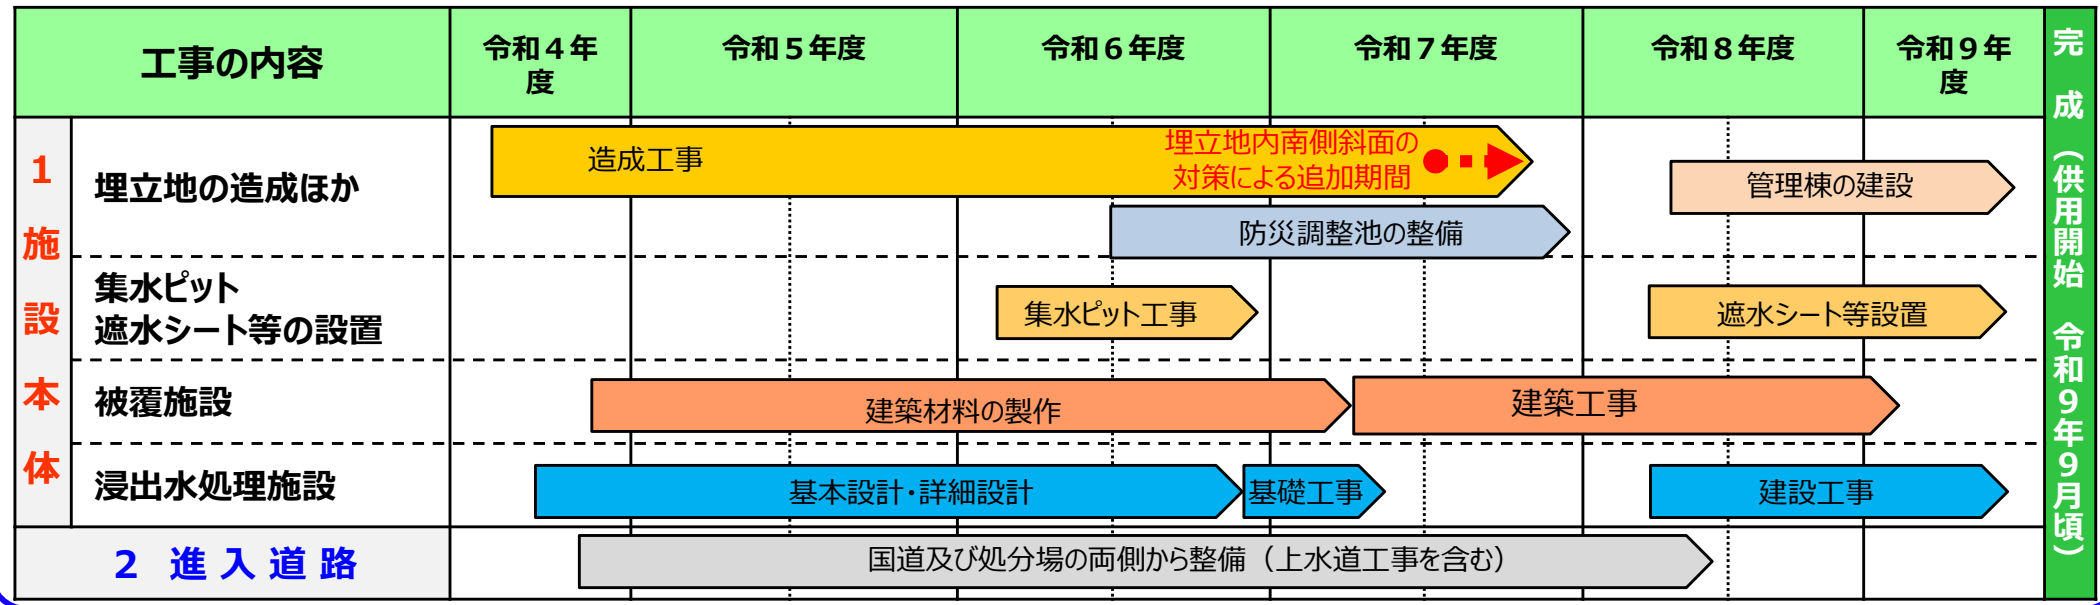 工事の内容
令和４年
度
令和５年度
令和６年度
令和７年度
令和８年度
令和９年
度
完成（供用開始 令和９年９月頃）
１施設本体
埋立地の造成ほか
造成工事
埋立地内南側斜面の
対策による追加期間
管理棟の建設
防災調整池の整備
集水ピット
遮水シート等の設置
集水ピット工事
遮水シート等設置
被覆施設
建築材料の製作
建築工事
浸出水処理施設
基本設計・詳細設計
基礎工事
建設工事
２ 進入道路
国道及び処分場の両側から整備（上水道工事を含む）